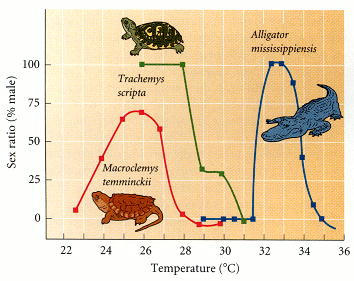 Alligator
mississippiensis
Trachemys
scripta
Macroclemys
temminckii
Sex ratio (% male)
100
75
50
25
0
22 24 26 28 30 32 34 36
Temperature (°C)